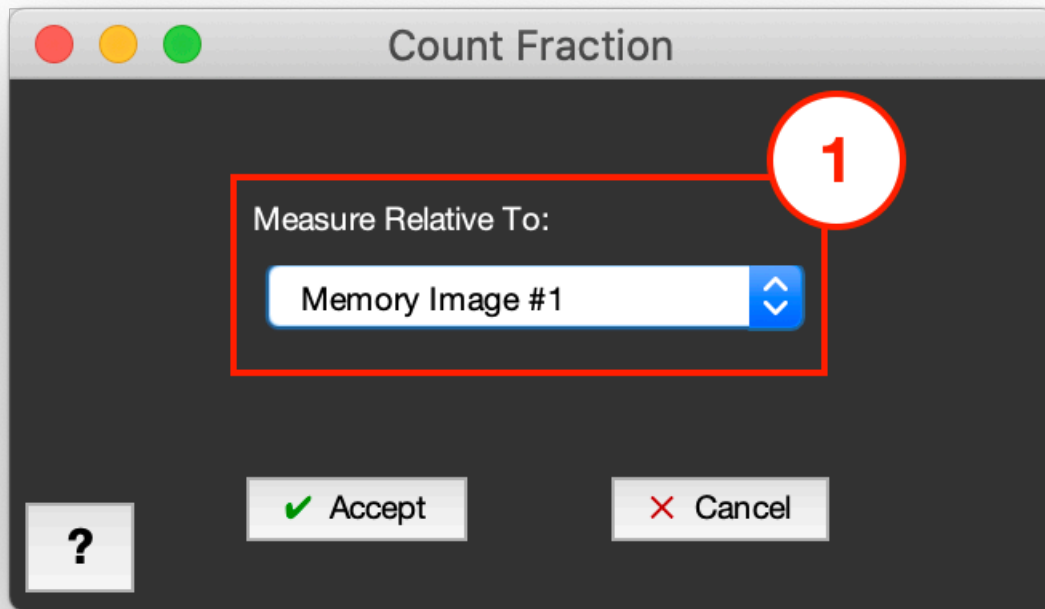 Count Fraction
1
Measure Relative To:
Memory Image #1
✔ Accept
✕ Cancel
?